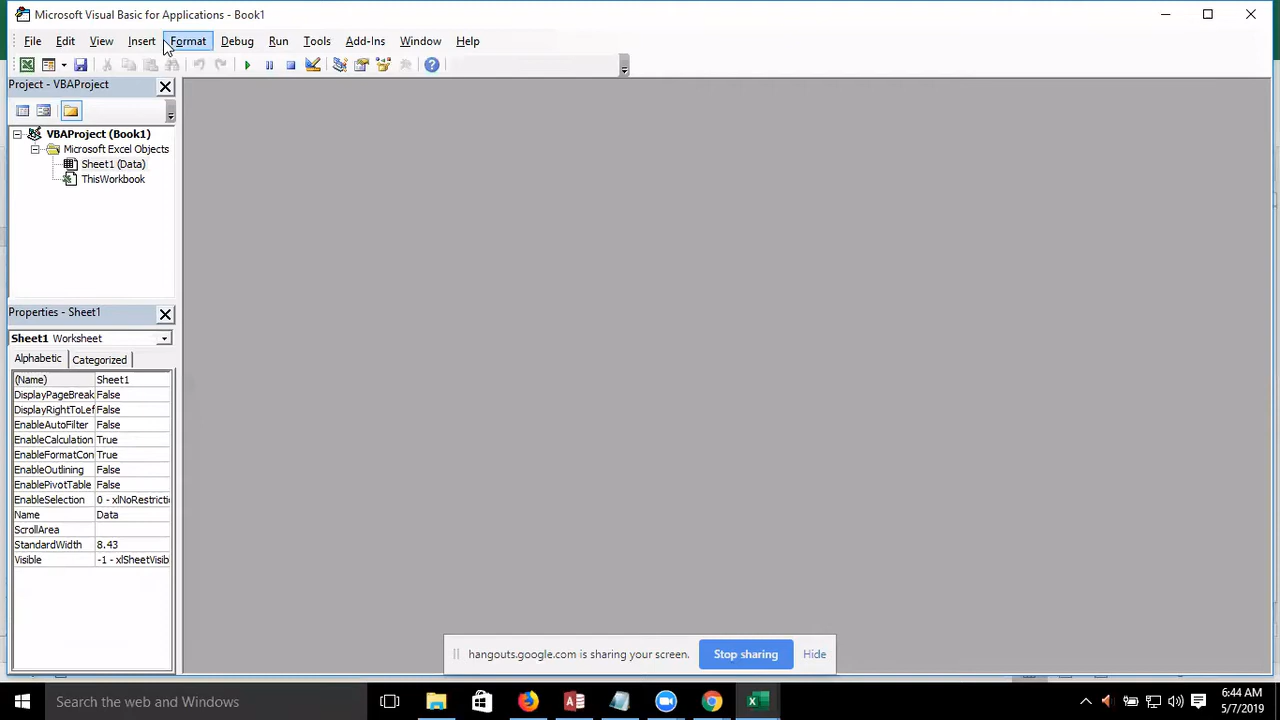 Microsoft Visual Basic for Applications - Book1
File Edit View Insert Format Debug Run Tools Add-Ins Window Help
Project - VBAProject
VBAProject (Book1)
Microsoft Excel Objects
Sheet1 (Data)
ThisWorkbook
Properties - Sheet1
Sheet1 Worksheet
Alphabetic Categorized
(Name) Sheet1
DisplayPageBreak False
DisplayRightToLef False
EnableAutoFilter False
EnableCalculation True
EnableFormatCon True
EnableOutlining False
EnablePivotTable False
EnableSelection 0 - xlNoRestricti
Name Data
ScrollArea
StandardWidth 8.43
Visible -1 - xlSheetVisib
hangouts.google.com is sharing your screen. Stop sharing Hide
Search the web and Windows
6:44 AM
5/7/2019